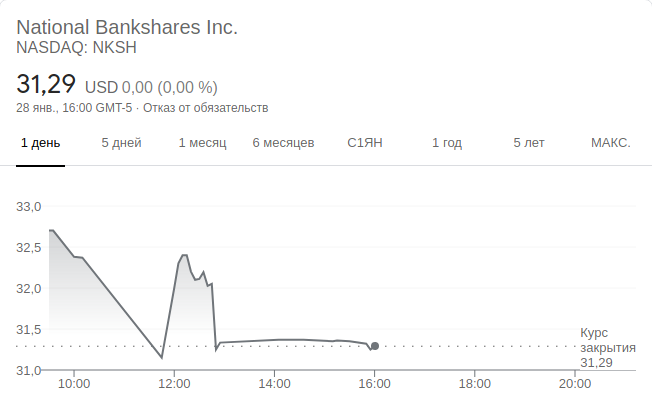 National Bankshares Inc.
NASDAQ: NKSH
31,29 USD 0,00 (0,00 %)
28 янв., 16:00 GMT-5 · Отказ от обязательств
1 день 5 дней 1 месяц 6 месяцев С1ЯН 1 год 5 лет МАКС.
33,0
32,5
32,0
31,5
Курс
закрытия
31,29
31,0
10:00 12:00 14:00 16:00 18:00 20:00